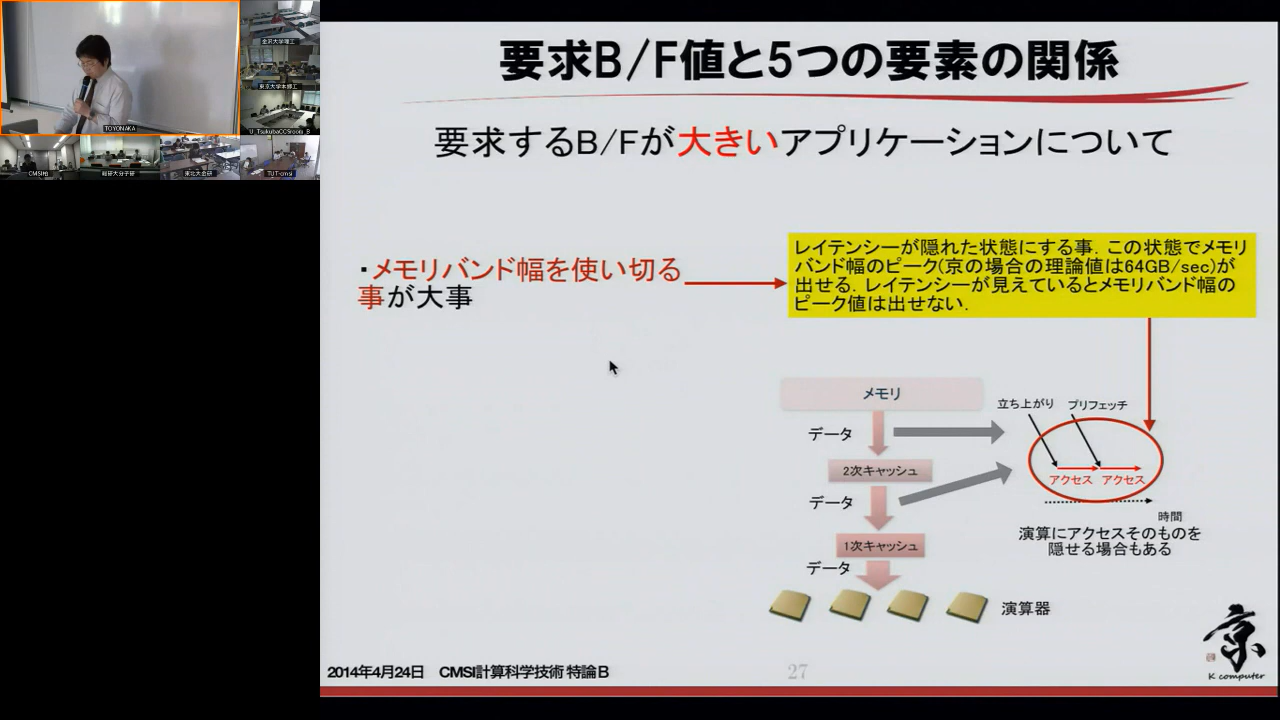 金沢大学理工
東京大学本郷工
TOYONAKA
U_TsukubaCCSroom_B
CMSI柏
総研大分子研
東北大金研
TUT-cmsi
要求B/F値と5つの要素の関係
要求するB/Fが大きいアプリケーションについて
・メモリバンド幅を使い切る
事が大事
レイテンシーが隠れた状態にする事. この状態でメモリ
バンド幅のピーク(京の場合の理論値は64GB/sec)が
出せる. レイテンシーが見えているとメモリバンド幅の
ピーク値は出せない.
メモリ
データ
2次キャッシュ
データ
1次キャッシュ
データ
演算器
立ち上がり
プリフェッチ
アクセス
アクセス
時間
演算にアクセスそのものを
隠せる場合もある
京
K computer
2014年4月24日 CMSI計算科学技術 特論B
27